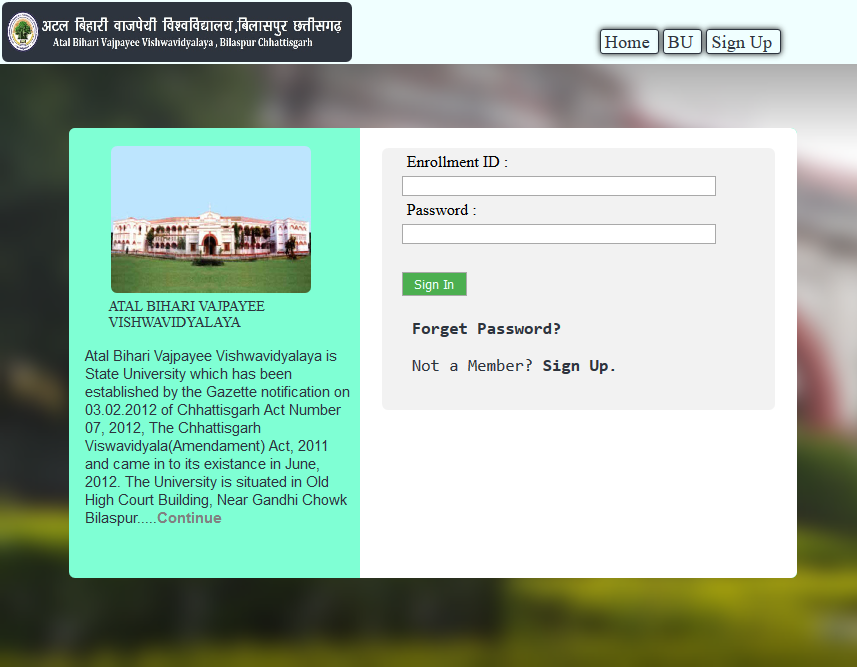 अटल बिहारी वाजपेयी विश्वविद्यालय,बिलासपुर छत्तीसगढ़
Atal Bihari Vajpayee Vishwavidyalaya , Bilaspur Chhattisgarh
Home BU Sign Up
ATAL BIHARI VAJPAYEE
VISHWAVIDYALAYA
Atal Bihari Vajpayee Vishwavidyalaya is
State University which has been
established by the Gazette notification on
03.02.2012 of Chhattisgarh Act Number
07, 2012, The Chhattisgarh
Viswavidyala(Amendament) Act, 2011
and came in to its existance in June,
2012. The University is situated in Old
High Court Building, Near Gandhi Chowk
Bilaspur.....Continue
Enrollment ID :
Password :
Sign In
Forget Password?
Not a Member? Sign Up.